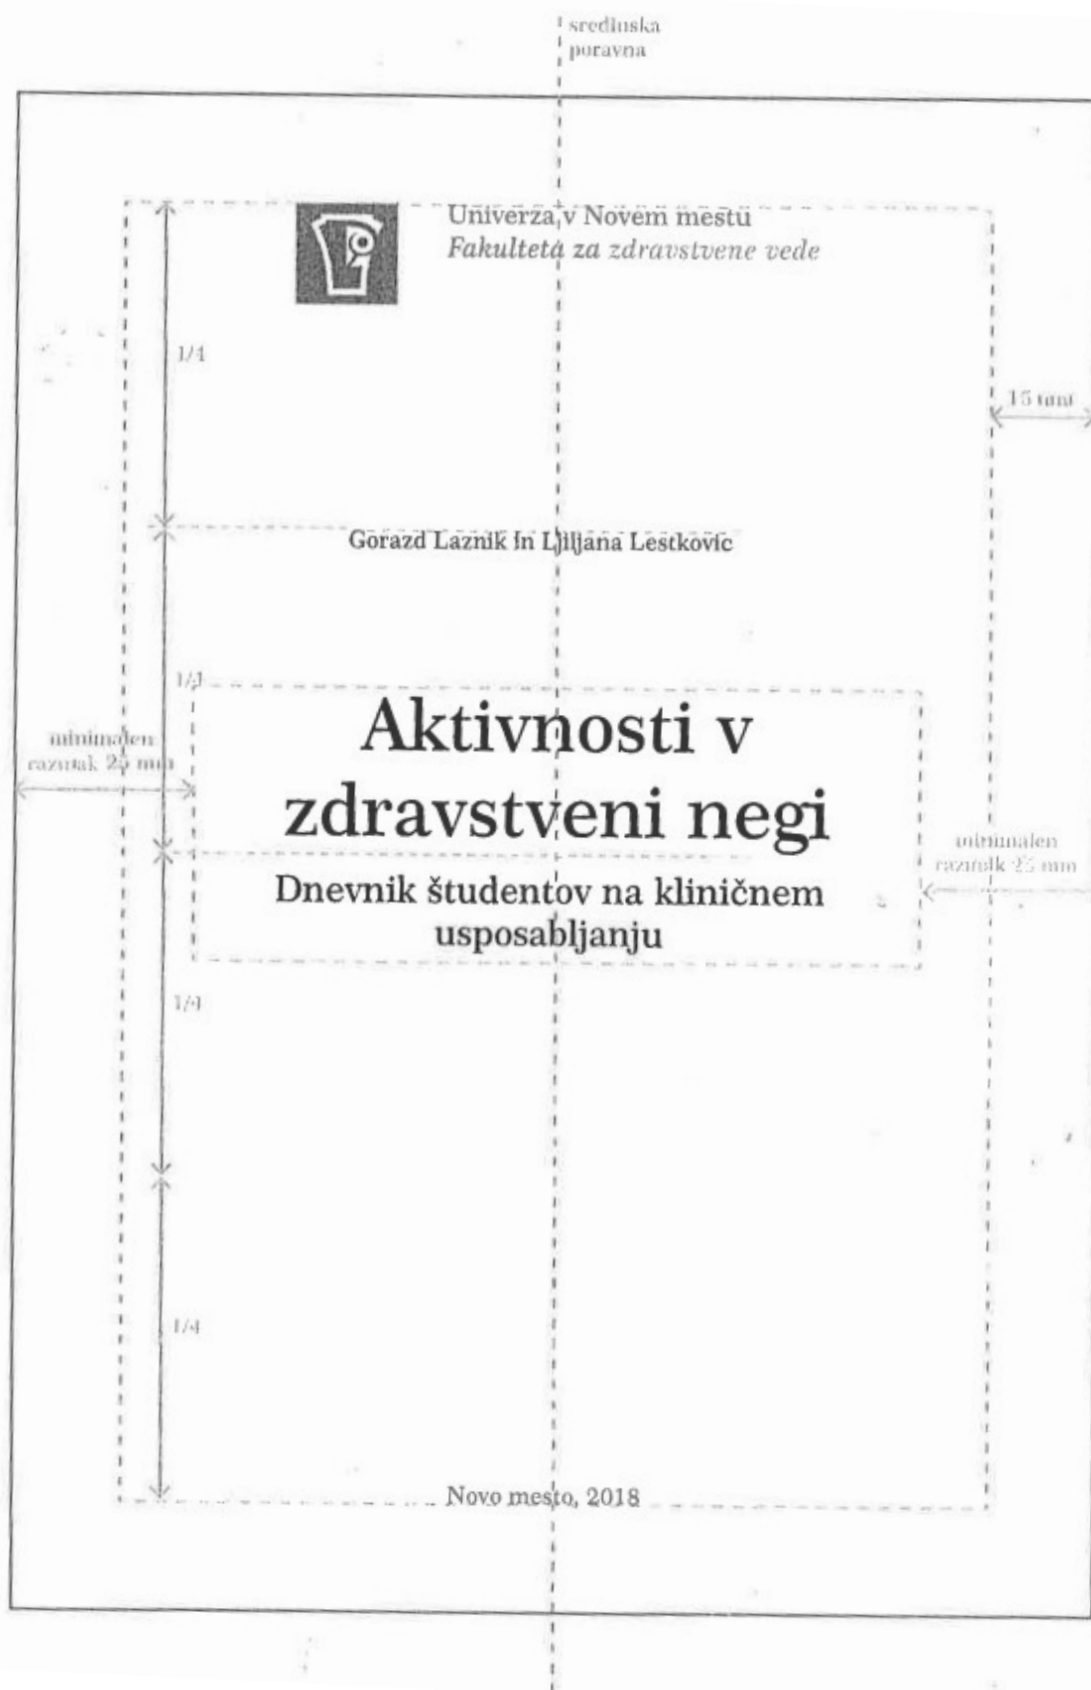 sredinska
poravna
Univerza v Novem mestu
Fakulteta za zdravstvene vede
1/4
15 mm
Gorazd Laznik in Ljiljana Leskovic
1/4
Aktivnosti v
zdravstveni negi
minimalen
razmak 25 mm
minimalen
razmik 25 mm
Dnevnik študentov na kliničnem
usposabljanju
1/4
1/4
Novo mesto, 2018